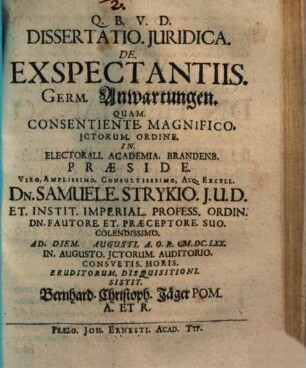 2.
Q. B. V. D.
DISSERTATIO. JURIDICA.
DE.
EXSPECTANTIIS.
GERM. Anwartungen.
QUAM.
CONSENTIENTE. MAGNIFICO.
JCTORUM. ORDINE.
IN.
ELECTORALI. ACADEMIA. BRANDENB.
PRÆSIDE.
VIRO. AMPLISSIMO. CONSULTISSIMO. ATQ. EXCELL.
DN. SAMUELE. STRYKIO. J.U.D.
ET. INSTIT. IMPERIAL. PROFESS. ORDIN.
DN. FAUTORE. ET. PRÆCEPTORE. SUO.
COLENDISSIMO.
AD. DIEM. AUGUSTI. A. O. R. M.DC.LXX.
IN. AUGUSTO. JCTORUM. AUDITORIO.
CONSVETIS. HORIS.
ERUDITORUM. DISQUISITIONI.
SISTIT.
Bernhard. Christoph. Jäger POM.
A. ET R.
PRÆLO. JOH. ERNESTI. ACAD. TYP.